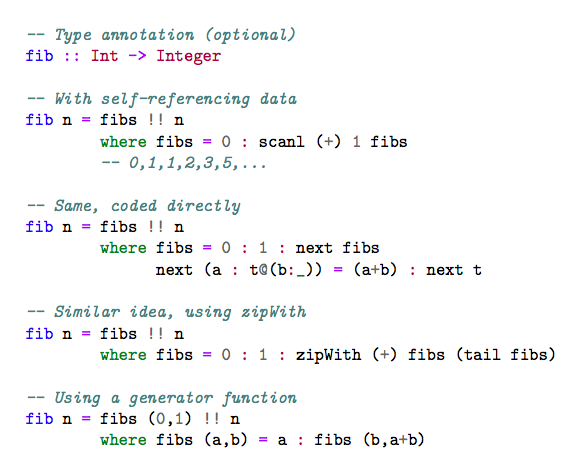 -- Type annotation (optional)
fib :: Int -> Integer

-- With self-referencing data
fib n = fibs !! n
        where fibs = 0 : scanl (+) 1 fibs
        -- 0,1,1,2,3,5,...

-- Same, coded directly
fib n = fibs !! n
        where fibs = 0 : 1 : next fibs
              next (a : t@(b:_)) = (a+b) : next t

-- Similar idea, using zipWith
fib n = fibs !! n
        where fibs = 0 : 1 : zipWith (+) fibs (tail fibs)

-- Using a generator function
fib n = fibs (0,1) !! n
        where fibs (a,b) = a : fibs (b,a+b)